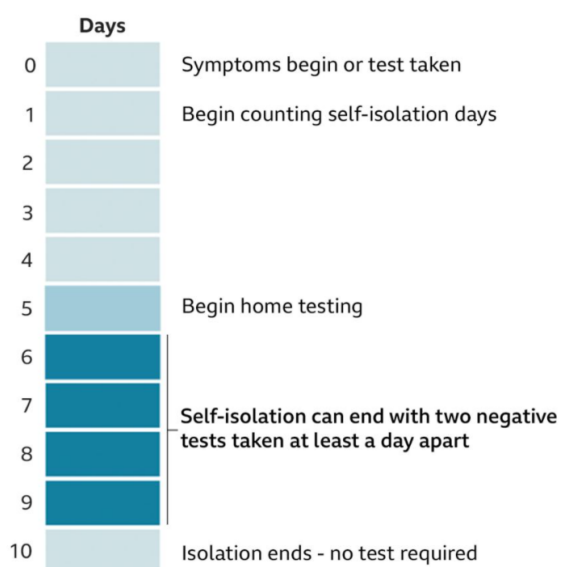 Days
0 Symptoms begin or test taken
1 Begin counting self-isolation days
2
3
4
5 Begin home testing
6
7
Self-isolation can end with two negative
tests taken at least a day apart
8
9
10 Isolation ends - no test required